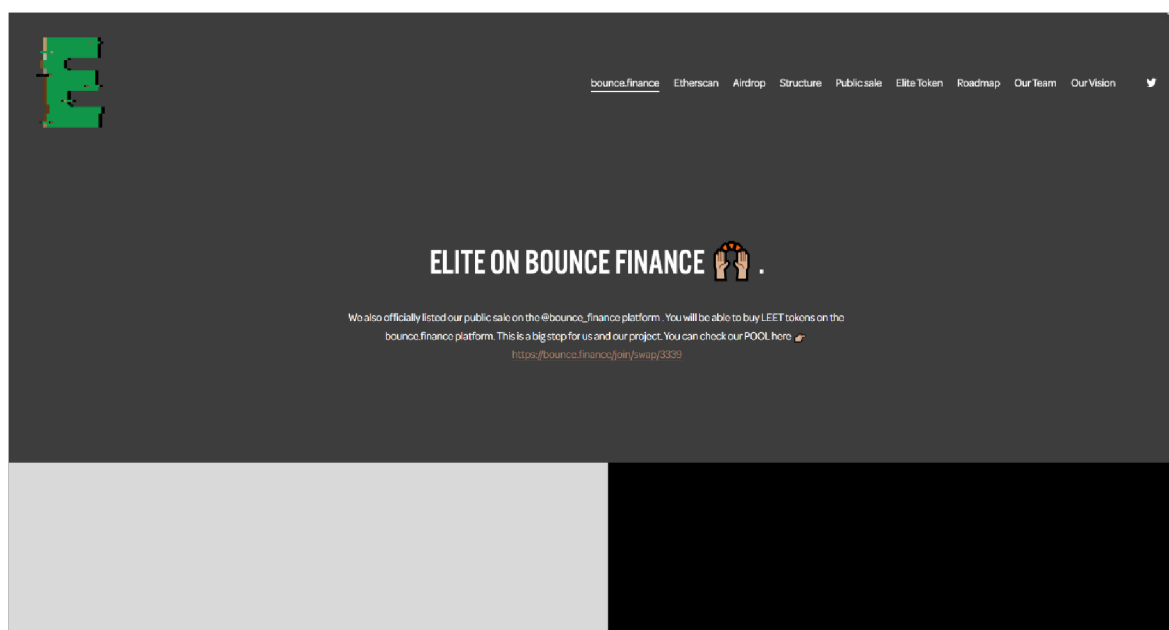 E
bounce.finance Etherscan Airdrop Structure Public sale Elite Token Roadmap Our Team Our Vision
ELITE ON BOUNCE FINANCE 🙌🏼 .
We also officially listed our public sale on the @bounce_finance platform . You will be able to buy LEET tokens on the
bounce.finance platform. This is a big step for us and our project. You can check our POOL here 👉🏼
https://bounce.finance/join/swap/3339